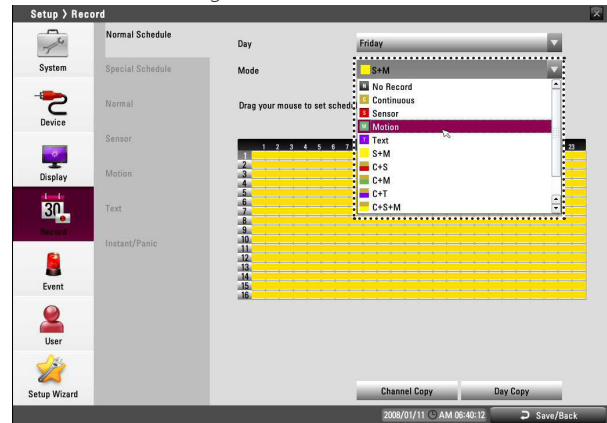 Setup > Record
System
Device
Display
30
Record
Event
User
Setup Wizard
Normal Schedule
Special Schedule
Normal
Sensor
Motion
Text
Instant/Panic
Day
Friday
Mode
S+M
No Record
Continuous
Sensor
Motion
Text
S+M
C+S
C+M
C+T
C+S+M
Drag your mouse to set sched
1 2 3 4 5 6 7 23
1
2
3
4
5
6
7
8
9
10
11
12
13
14
15
16
Channel Copy
Day Copy
2008/01/11 AM 06:40:12
Save/Back